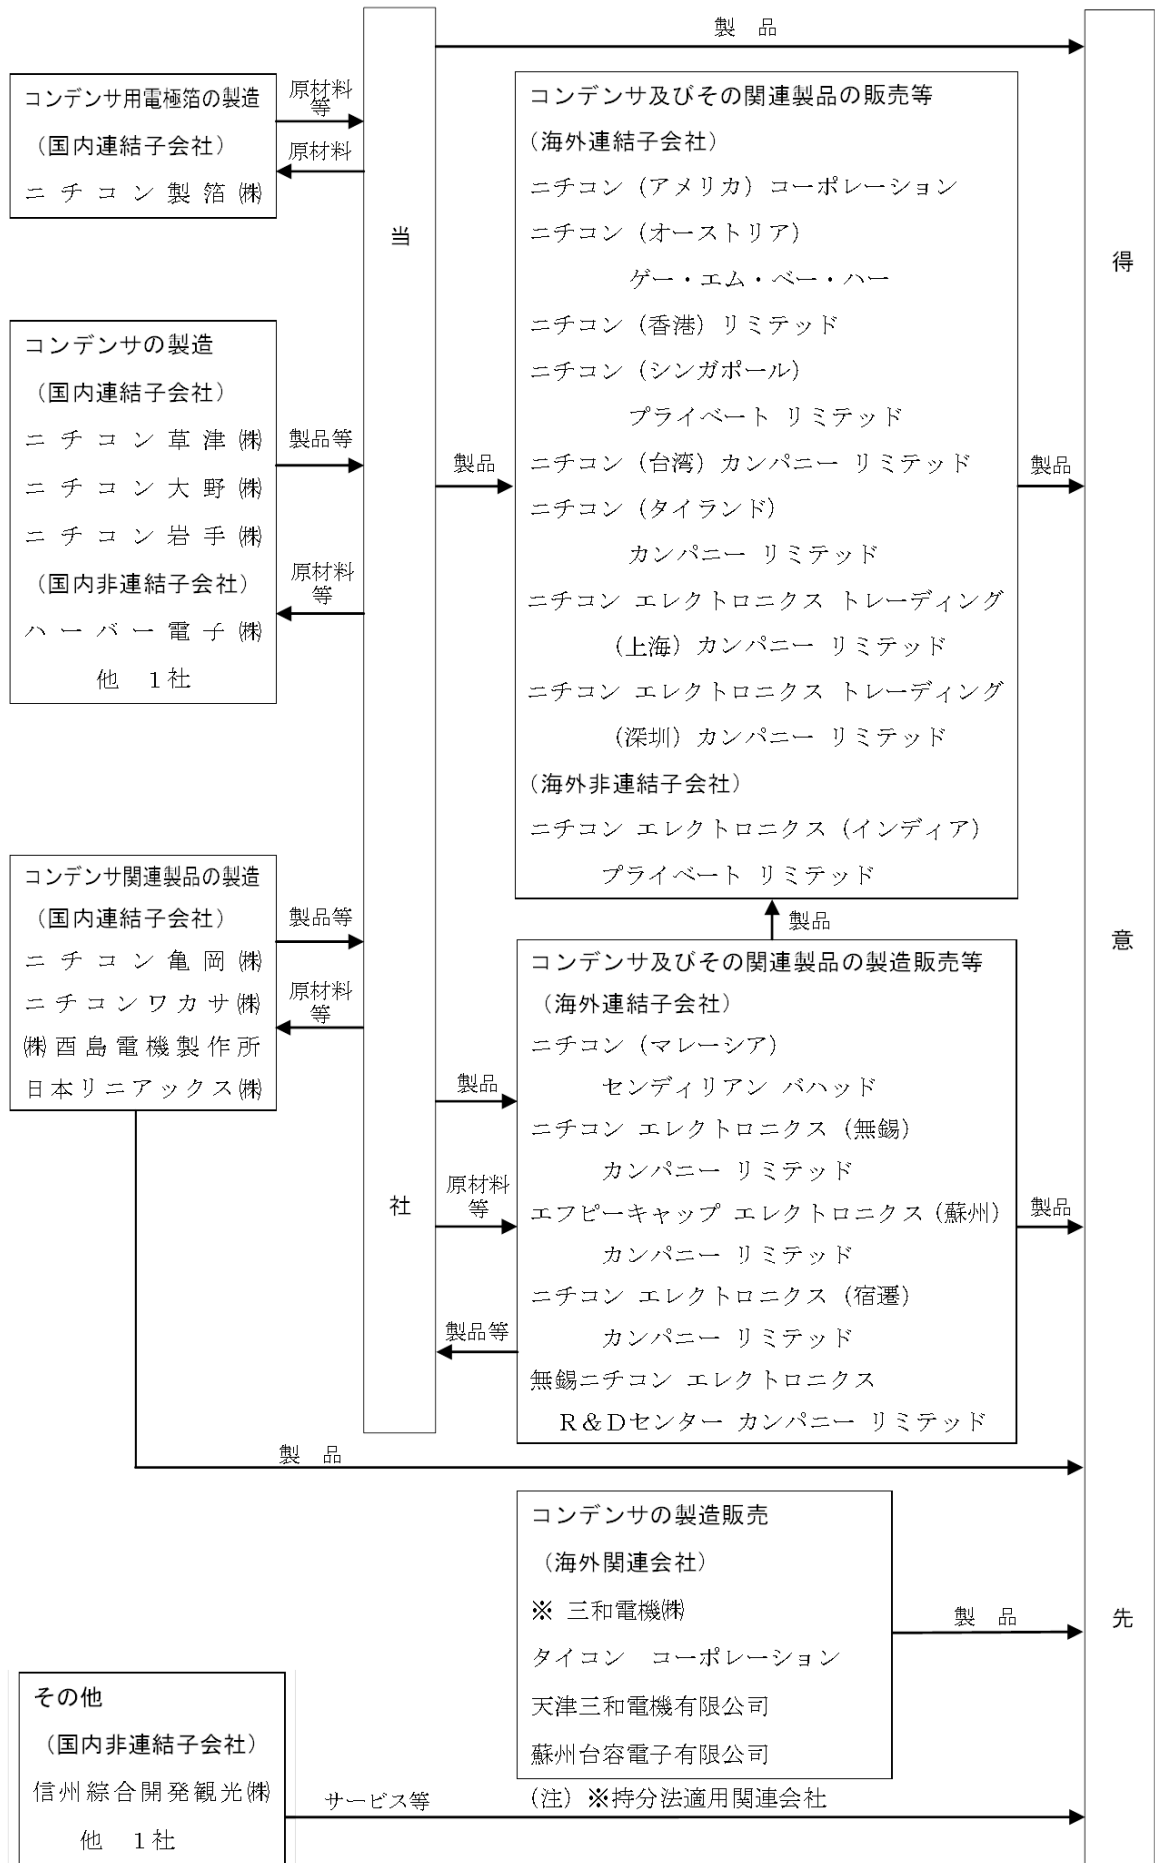 製 品
コンデンサ用電極箔の製造
(国内連結子会社)
ニチコン製箔㈱
原材料
等
原材料
コンデンサの製造
(国内連結子会社)
ニチコン草津㈱
ニチコン大野㈱
ニチコン岩手㈱
(国内非連結子会社)
ハーバー電子㈱
他 1社
製品等
原材料
等
コンデンサ関連製品の製造
(国内連結子会社)
ニチコン亀岡㈱
ニチコンワカサ㈱
㈱酉島電機製作所
日本リニアックス㈱
製品等
原材料
等
当
社
製品
コンデンサ及びその関連製品の販売等
(海外連結子会社)
ニチコン(アメリカ)コーポレーション
ニチコン(オーストリア)
ゲー・エム・ベー・ハー
ニチコン(香港)リミテッド
ニチコン(シンガポール)
プライベート リミテッド
ニチコン(台湾)カンパニー リミテッド
ニチコン(タイランド)
カンパニー リミテッド
ニチコン エレクトロニクス トレーディング
(上海)カンパニー リミテッド
ニチコン エレクトロニクス トレーディング
(深圳)カンパニー リミテッド
(海外非連結子会社)
ニチコン エレクトロニクス(インディア)
プライベート リミテッド
製品
製品
製品
原材料
等
製品等
コンデンサ及びその関連製品の製造販売等
(海外連結子会社)
ニチコン(マレーシア)
センディリアン バハッド
ニチコン エレクトロニクス(無錫)
カンパニー リミテッド
エフピーキャップ エレクトロニクス(蘇州)
カンパニー リミテッド
ニチコン エレクトロニクス(宿遷)
カンパニー リミテッド
無錫ニチコン エレクトロニクス
R&Dセンター カンパニー リミテッド
製品
製 品
コンデンサの製造販売
(海外関連会社)
※ 三和電機㈱
タイコン コーポレーション
天津三和電機有限公司
蘇州台容電子有限公司
(注)※持分法適用関連会社
製 品
その他
(国内非連結子会社)
信州綜合開発観光㈱
他 1社
サービス等
得
意
先